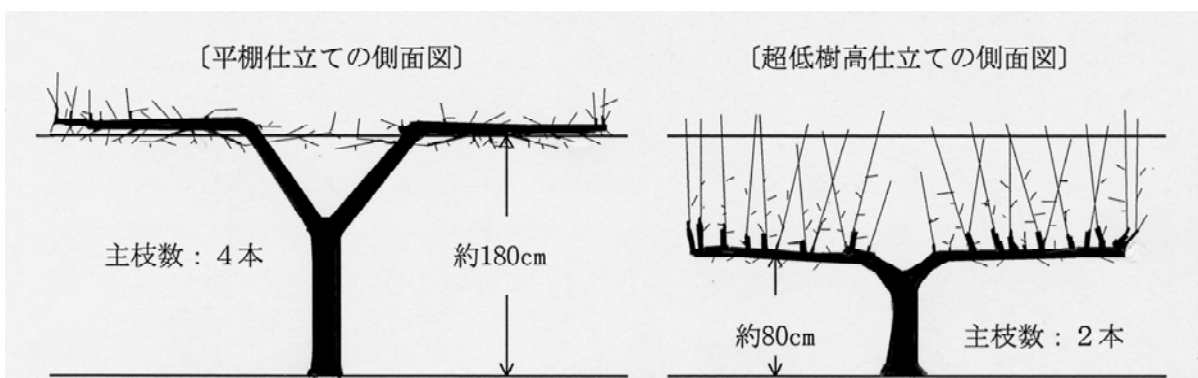 〔平棚仕立ての側面図〕
主枝数：４本
約180cm
〔超低樹高仕立ての側面図〕
約80cm
主枝数：２本